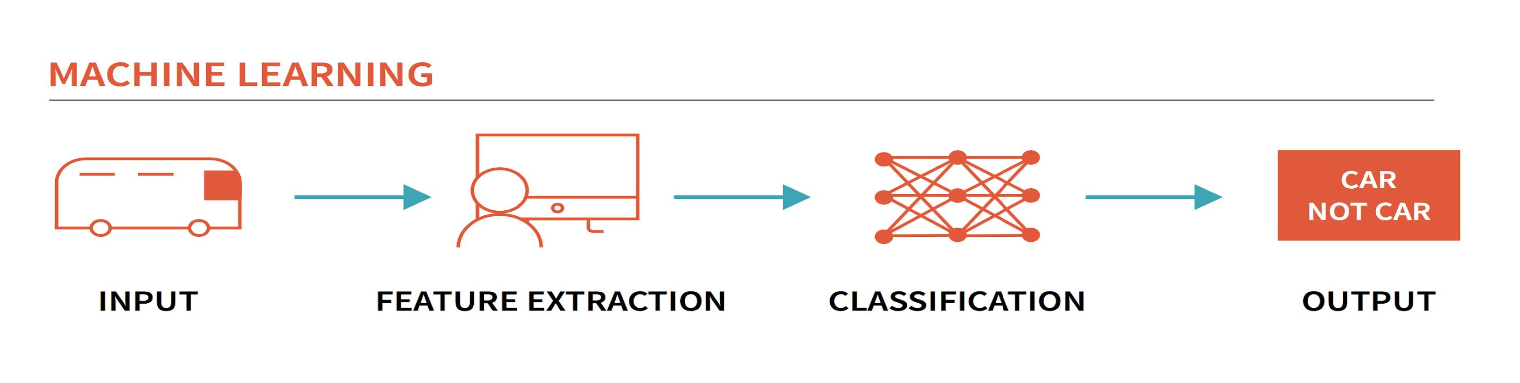 MACHINE LEARNING
CAR
NOT CAR
INPUT
FEATURE EXTRACTION
CLASSIFICATION
OUTPUT